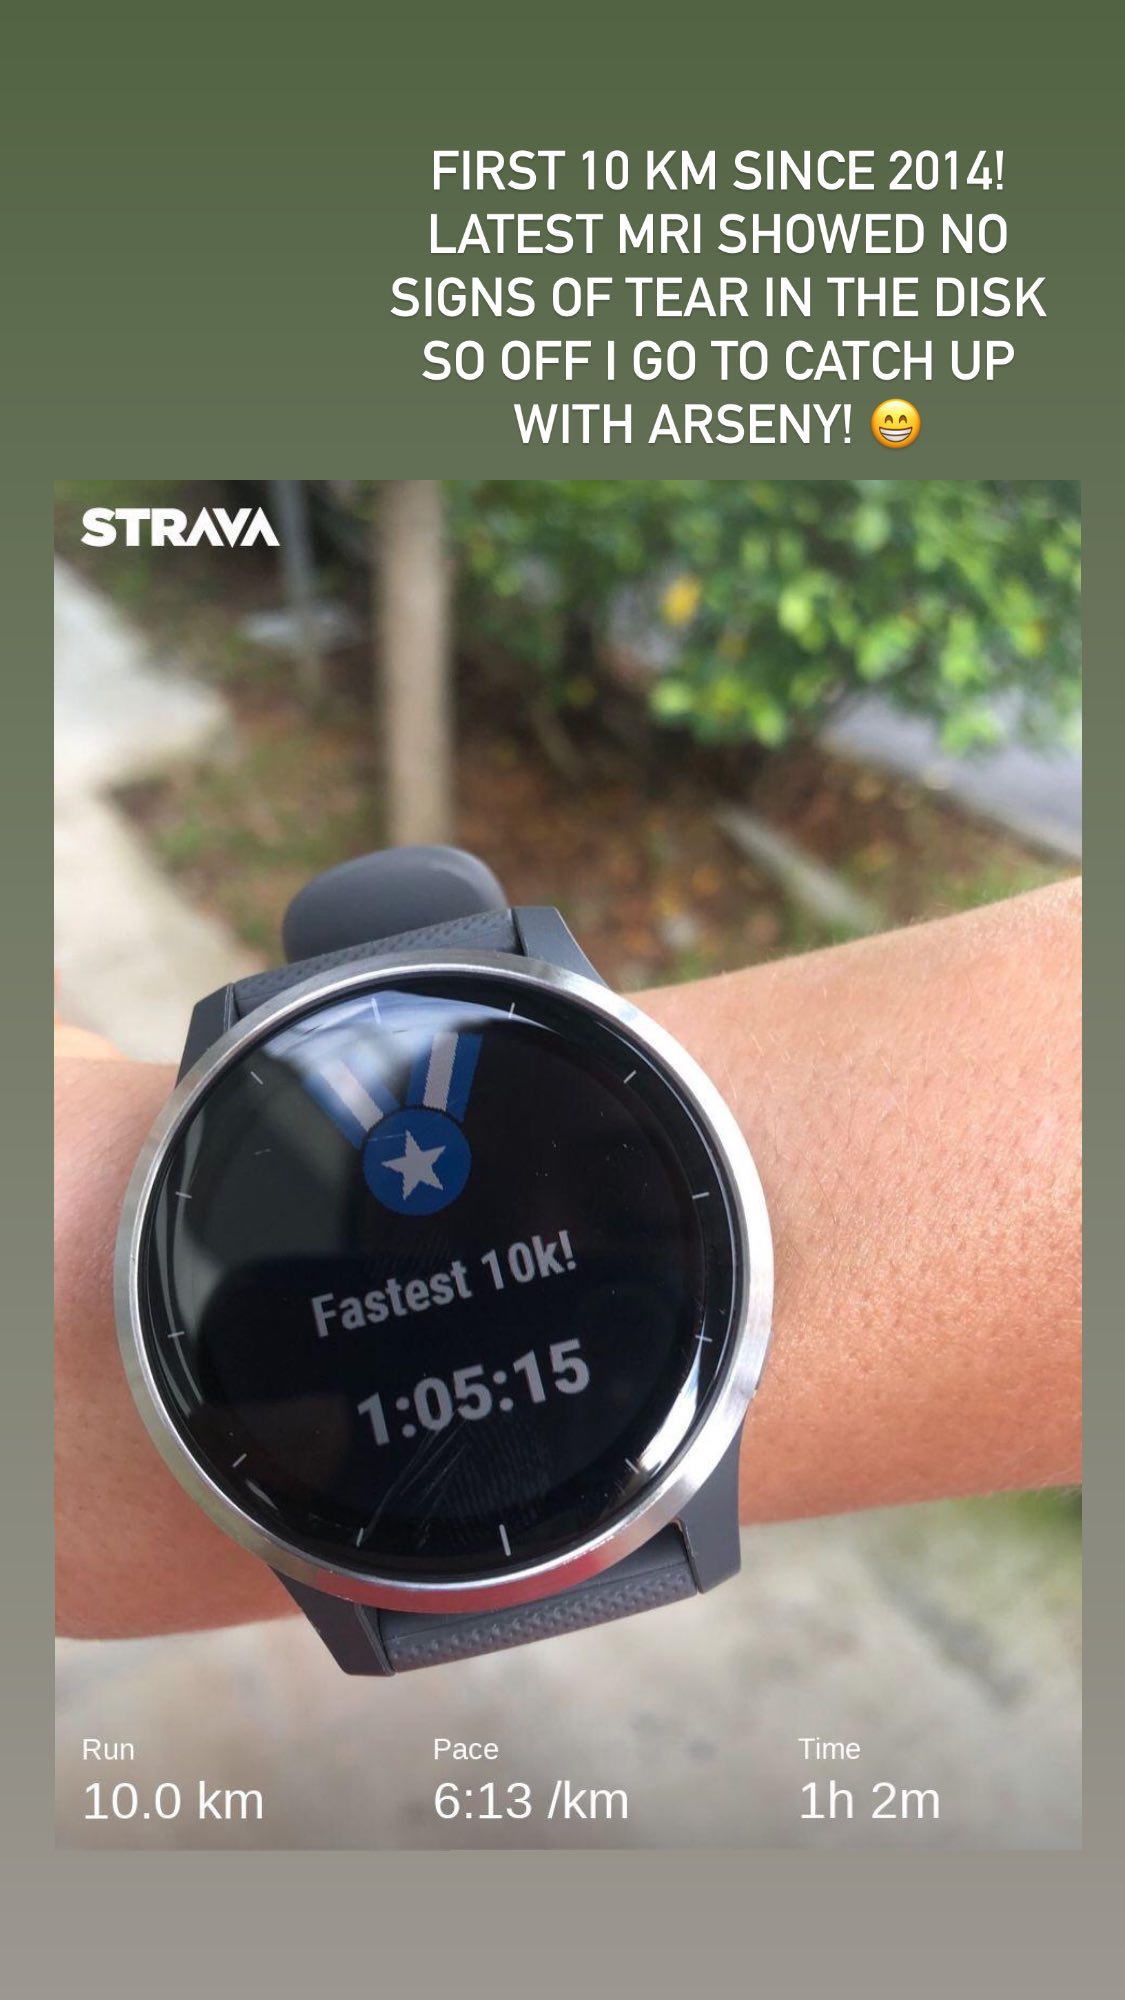 FIRST 10 KM SINCE 2014!
LATEST MRI SHOWED NO
SIGNS OF TEAR IN THE DISK
SO OFF I GO TO CATCH UP
WITH ARSENY! 😁
STRAVA
Fastest 10k!
1:05:15
Run Pace Time
10.0 km 6:13 /km 1h 2m